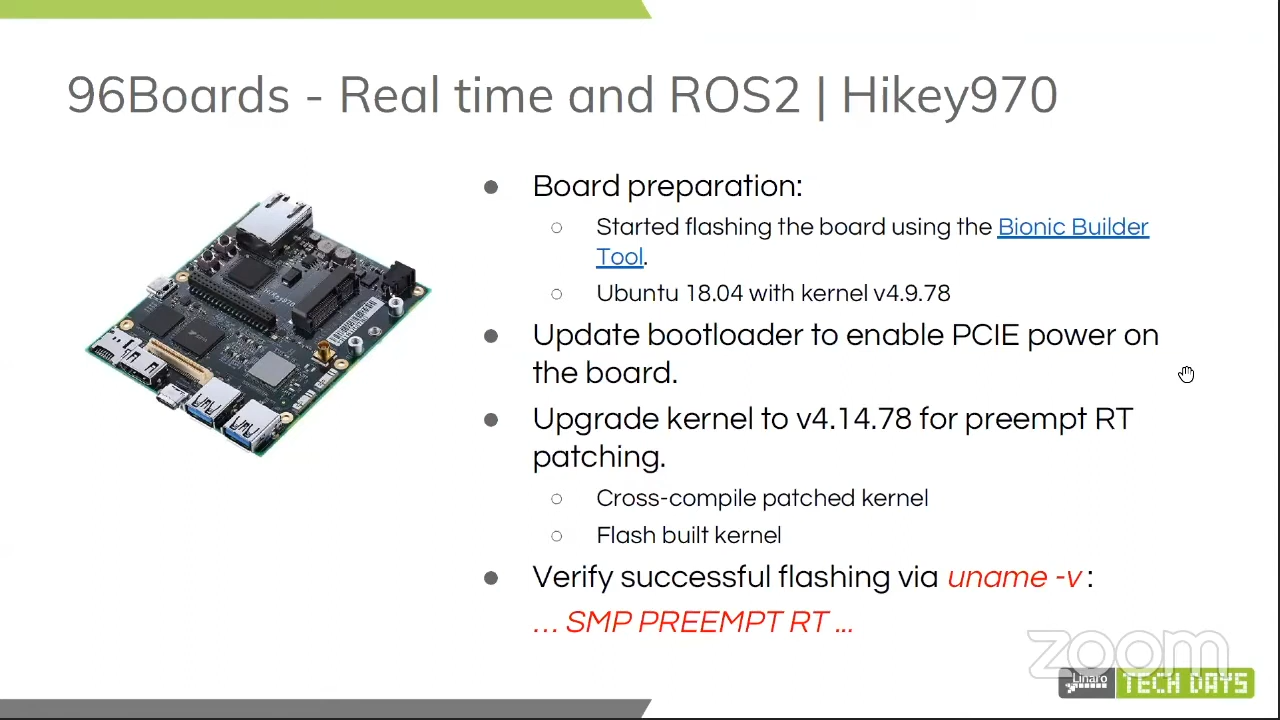 96Boards - Real time and ROS2 | Hikey970
● Board preparation:
○ Started flashing the board using the Bionic Builder
Tool.
○ Ubuntu 18.04 with kernel v4.9.78
● Update bootloader to enable PCIE power on
the board.
● Upgrade kernel to v4.14.78 for preempt RT
patching.
○ Cross-compile patched kernel
○ Flash built kernel
● Verify successful flashing via uname -v :
… SMP PREEMPT RT ...
HiKey970
zoom
Linaro
TECH DAYS